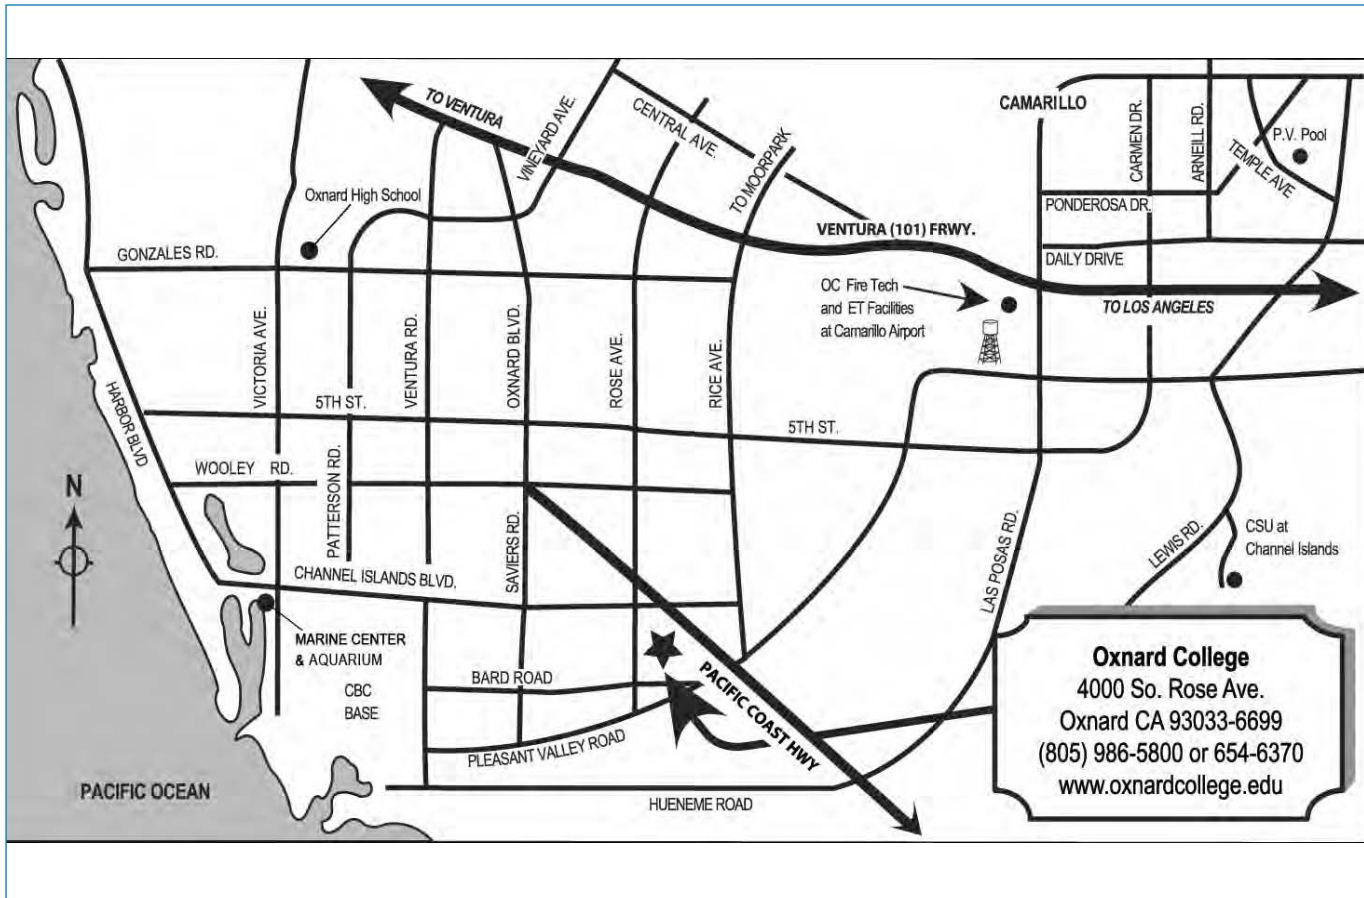 TO VENTURA
VINEYARD AVE.
CENTRAL AVE.
TO MOORPARK
CAMARILLO
CARMEN DR.
ARNEILL RD.
P.V. Pool
TEMPLE AVE
Oxnard High School
PONDEROSA DR.
VENTURA (101) FRWY.
GONZALES RD.
DAILY DRIVE
OC Fire Tech
and ET Facilities
at Camarillo Airport
TO LOS ANGELES
VICTORIA AVE.
VENTURA RD.
OXNARD BLVD.
ROSE AVE.
RICE AVE.
HARBOR BLVD
5TH ST.
5TH ST.
WOOLEY RD.
PATTERSON RD.
N
SAVIERS RD.
LAS POSAS RD.
LEWIS RD.
CSU at
Channel Islands
CHANNEL ISLANDS BLVD.
MARINE CENTER
& AQUARIUM
CBC
BASE
BARD ROAD
PACIFIC COAST HWY
PLEASANT VALLEY ROAD
PACIFIC OCEAN
HUENEME ROAD
Oxnard College
4000 So. Rose Ave.
Oxnard CA 93033-6699
(805) 986-5800 or 654-6370
www.oxnardcollege.edu